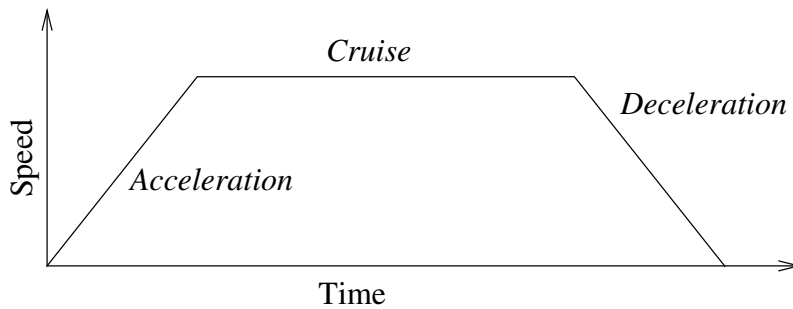 Cruise
Deceleration
Speed
Acceleration
Time